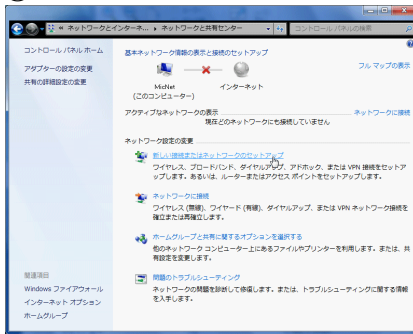 « ネットワークとインターネ... ▸ ネットワークと共有センター
コントロール パネルの検索
コントロール パネル ホーム
アダプターの設定の変更
共有の詳細設定の変更
基本ネットワーク情報の表示と接続のセットアップ
フル マップの表示
MicNet
(このコンピューター)
インターネット
アクティブなネットワークの表示
ネットワークに接続
現在どのネットワークにも接続していません
ネットワーク設定の変更
新しい接続またはネットワークのセットアップ
ワイヤレス、ブロードバンド、ダイヤルアップ、アドホック、または VPN 接続をセットア
ップします。あるいは、ルーターまたはアクセス ポイントをセットアップします。
ネットワークに接続
ワイヤレス (無線)、ワイヤード (有線)、ダイヤルアップ、または VPN ネットワーク接続を
確立または再確立します。
ホームグループと共有に関するオプションを選択する
他のネットワーク コンピューター上にあるファイルやプリンターを利用します。または、共
有設定を変更します。
問題のトラブルシューティング
ネットワークの問題を診断して修復します。または、トラブルシューティングに関する情報
を入手します。
関連項目
Windows ファイアウォール
インターネット オプション
ホームグループ